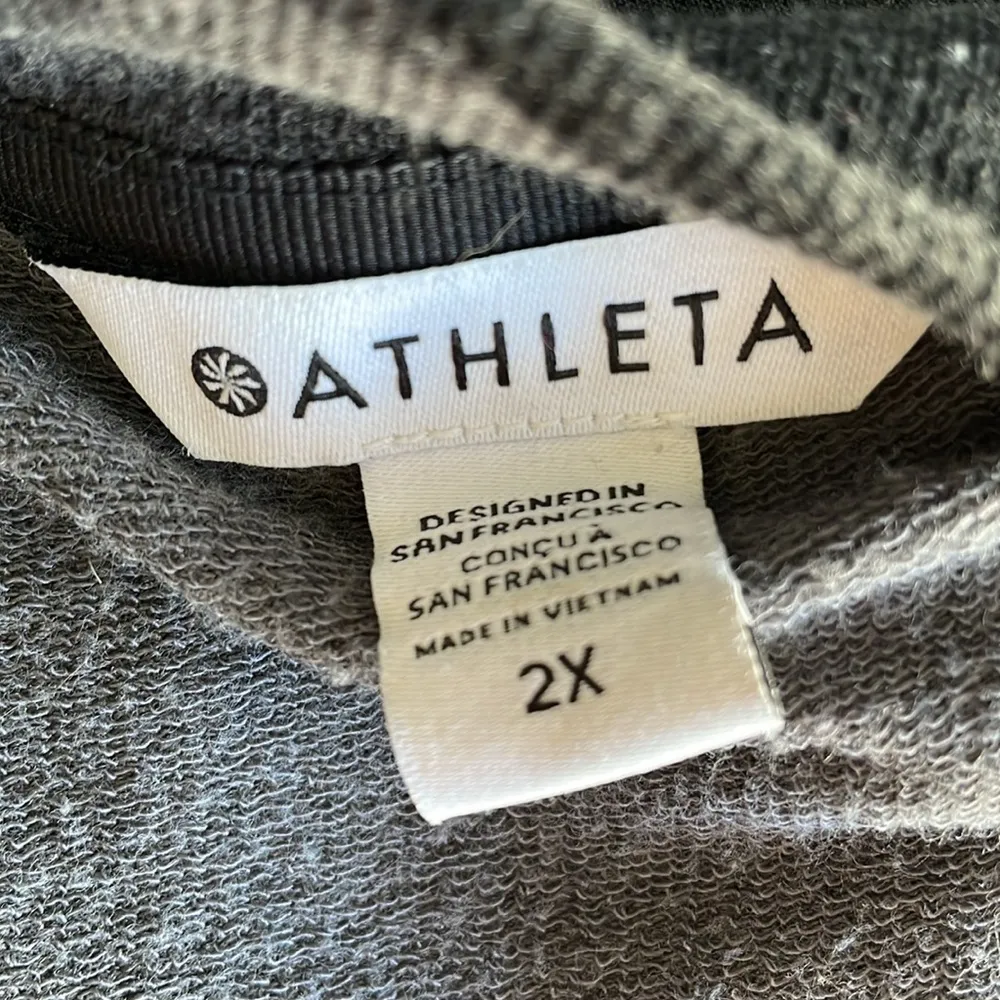 ATHLETA
DESIGNED IN
SAN FRANCISCO
CONÇU À
SAN FRANCISCO
MADE IN VIETNAM
2X